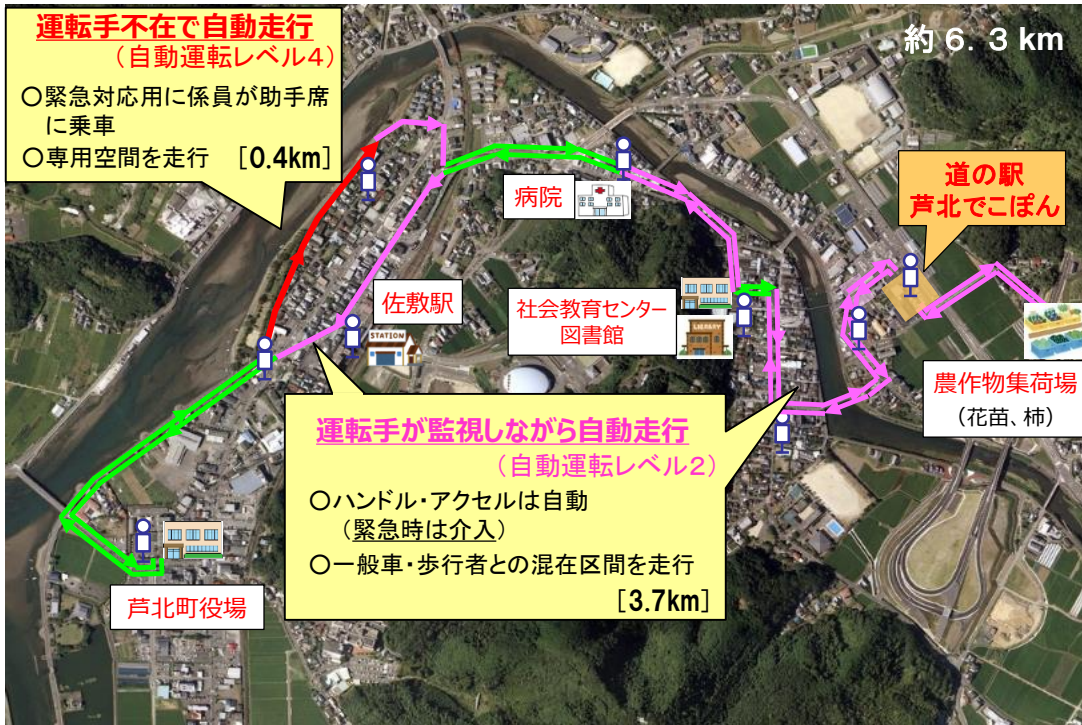 運転手不在で自動走行
(自動運転レベル4)
○緊急対応用に係員が助手席
に乗車
○専用空間を走行 [0.4km]
約6.3km
道の駅
芦北でこぽん
病院
佐敷駅
STATION
社会教育センター
図書館
LIBRARY
農作物集荷場
(花苗、柿)
運転手が監視しながら自動走行
(自動運転レベル2)
○ハンドル・アクセルは自動
(緊急時は介入)
○一般車・歩行者との混在区間を走行
[3.7km]
芦北町役場